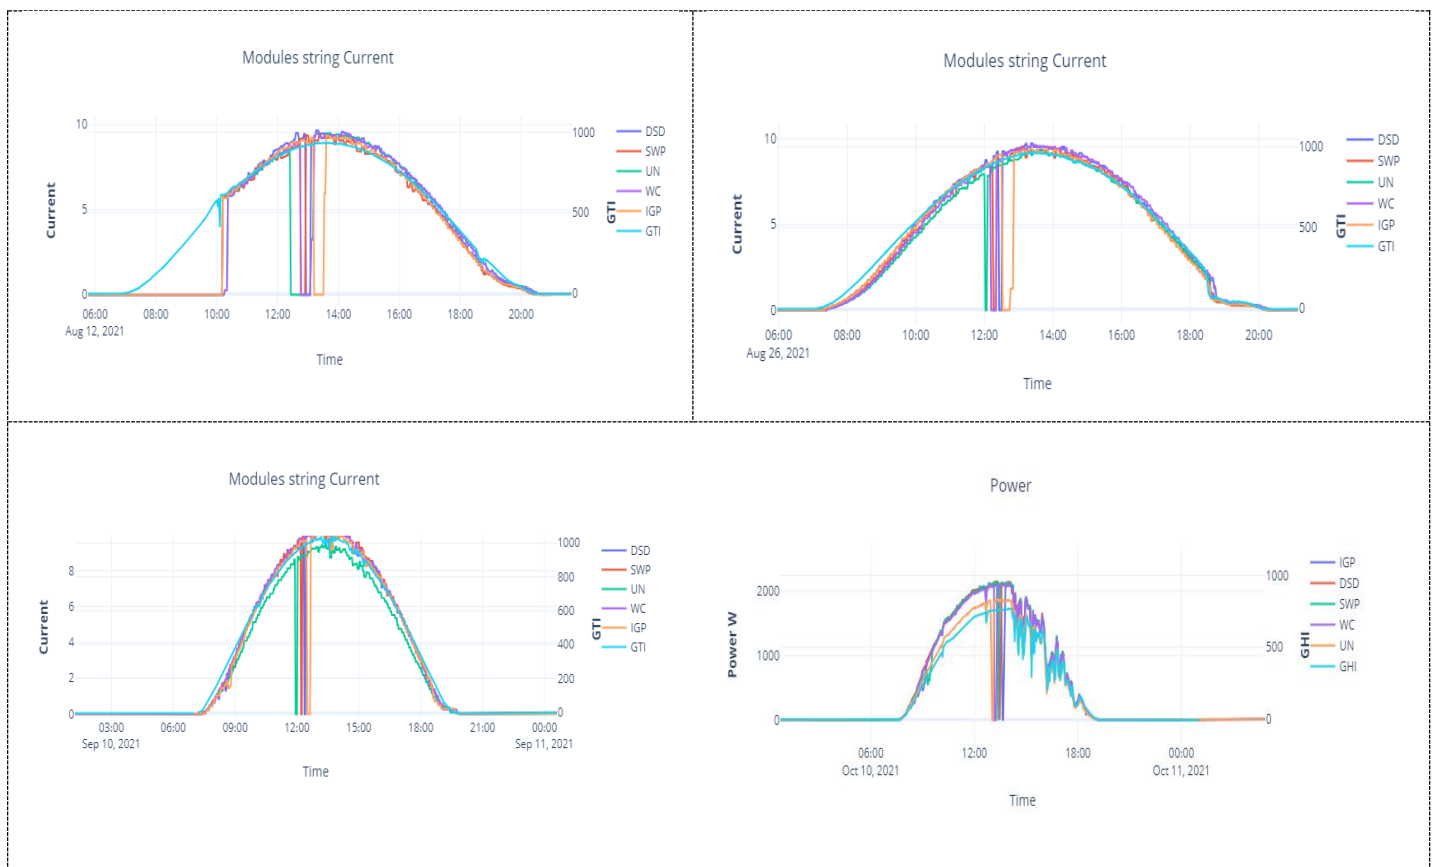 Modules string Current
10
5
0
Current
1000
500
0
GTI
DSD
SWP
UN
WC
IGP
GTI
06:00 08:00 10:00 12:00 14:00 16:00 18:00 20:00
Aug 12, 2021
Time
Modules string Current
10
5
0
Current
1000
500
0
GTI
DSD
SWP
UN
WC
IGP
GTI
06:00 08:00 10:00 12:00 14:00 16:00 18:00 20:00
Aug 26, 2021
Time
Modules string Current
8
6
4
2
0
Current
1000
800
600
400
200
0
GTI
DSD
SWP
UN
WC
IGP
GTI
03:00 06:00 09:00 12:00 15:00 18:00 21:00 00:00
Sep 10, 2021 Sep 11, 2021
Time
Power
2000
1000
0
Power W
1000
500
0
GHI
IGP
DSD
SWP
WC
UN
GHI
06:00 12:00 18:00 00:00
Oct 10, 2021 Oct 11, 2021
Time